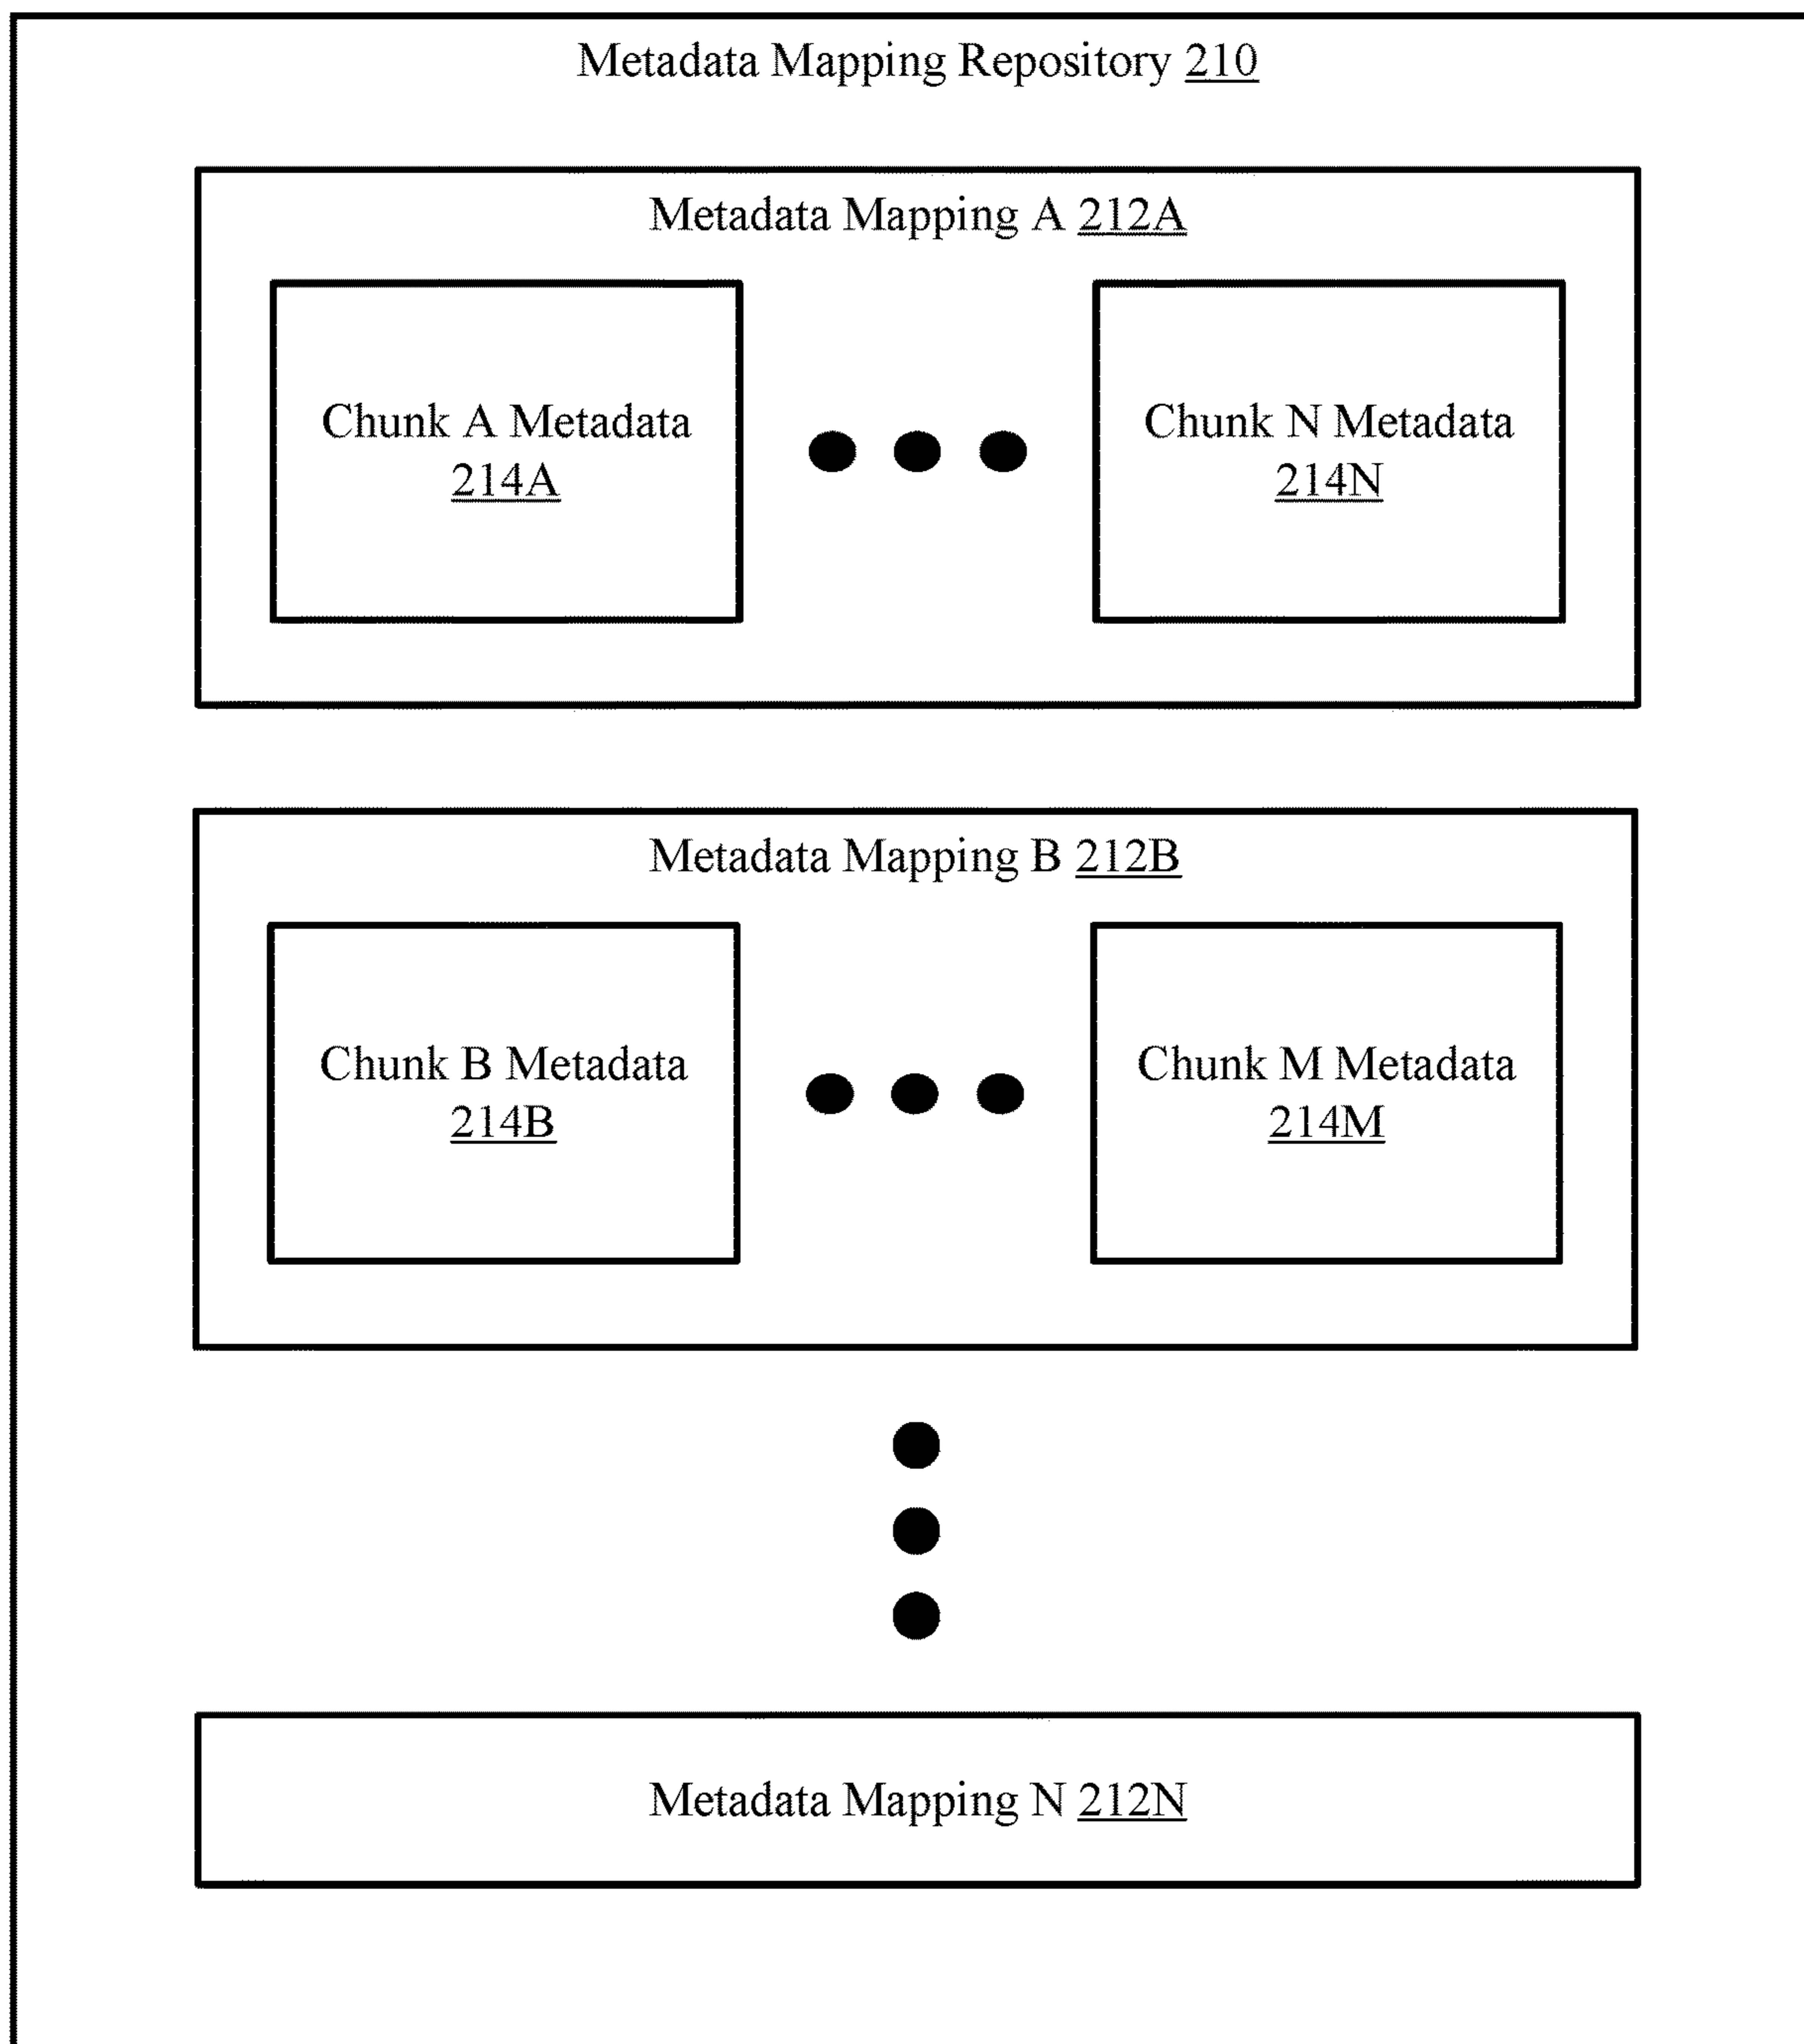 Metadata Mapping Repository 210
Metadata Mapping A 212A
Chunk A Metadata
214A
Chunk N Metadata
214N
Metadata Mapping B 212B
Chunk B Metadata
214B
Chunk M Metadata
214M
Metadata Mapping N 212N